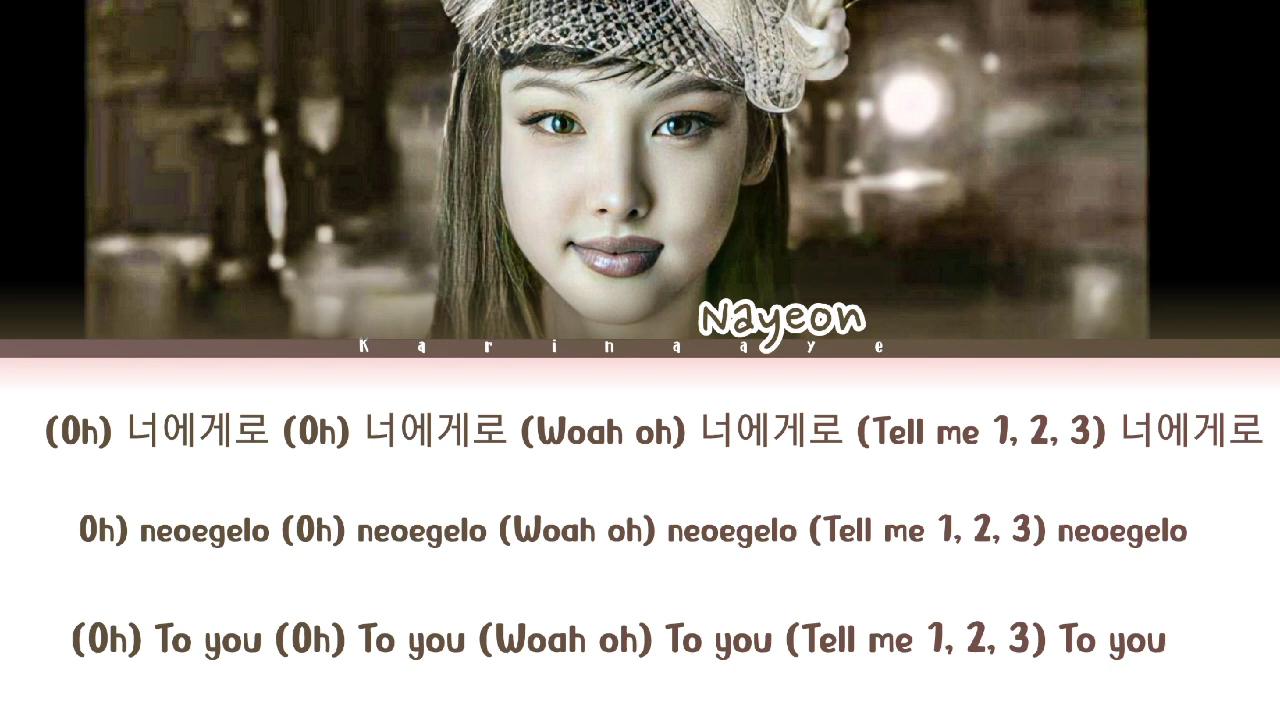 Nayeon
Karinaaye
(Oh) 너에게로 (Oh) 너에게로 (Woah oh) 너에게로 (Tell me 1, 2, 3) 너에게로
Oh) neoegelo (Oh) neoegelo (Woah oh) neoegelo (Tell me 1, 2, 3) neoegelo
(Oh) To you (Oh) To you (Woah oh) To you (Tell me 1, 2, 3) To you